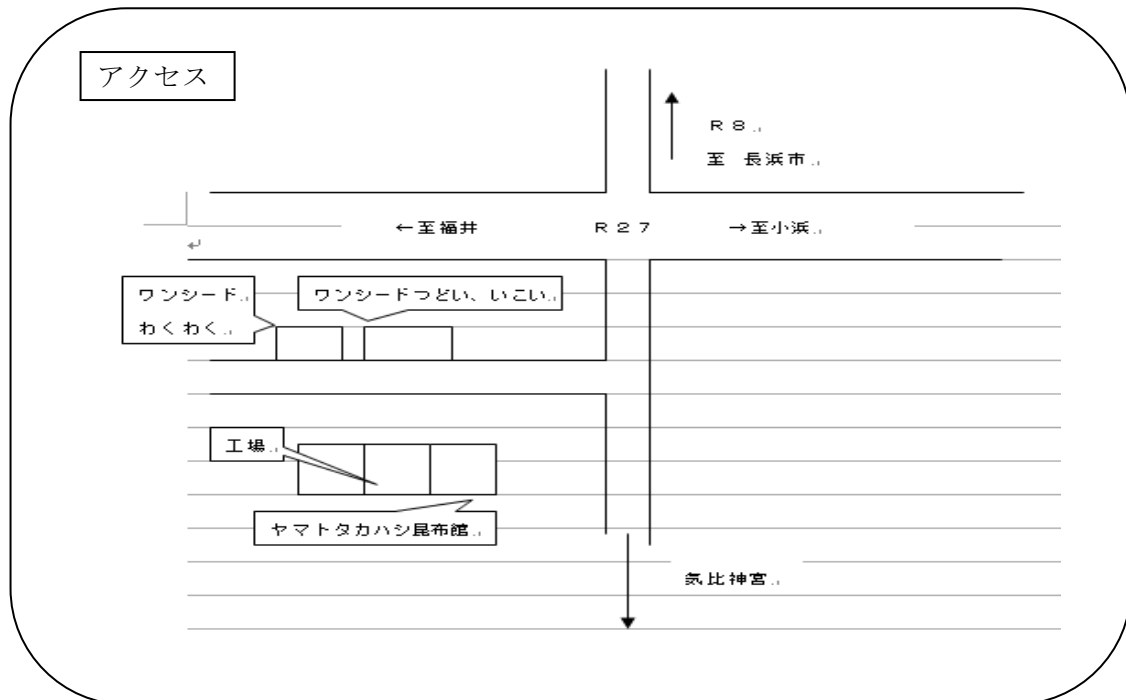 アクセス
R8
至 長浜市
←至福井
R27
→至小浜
ワンシード
わくわく
ワンシードつどい、いこい
工場
ヤマトタカハシ昆布館
気比神宮